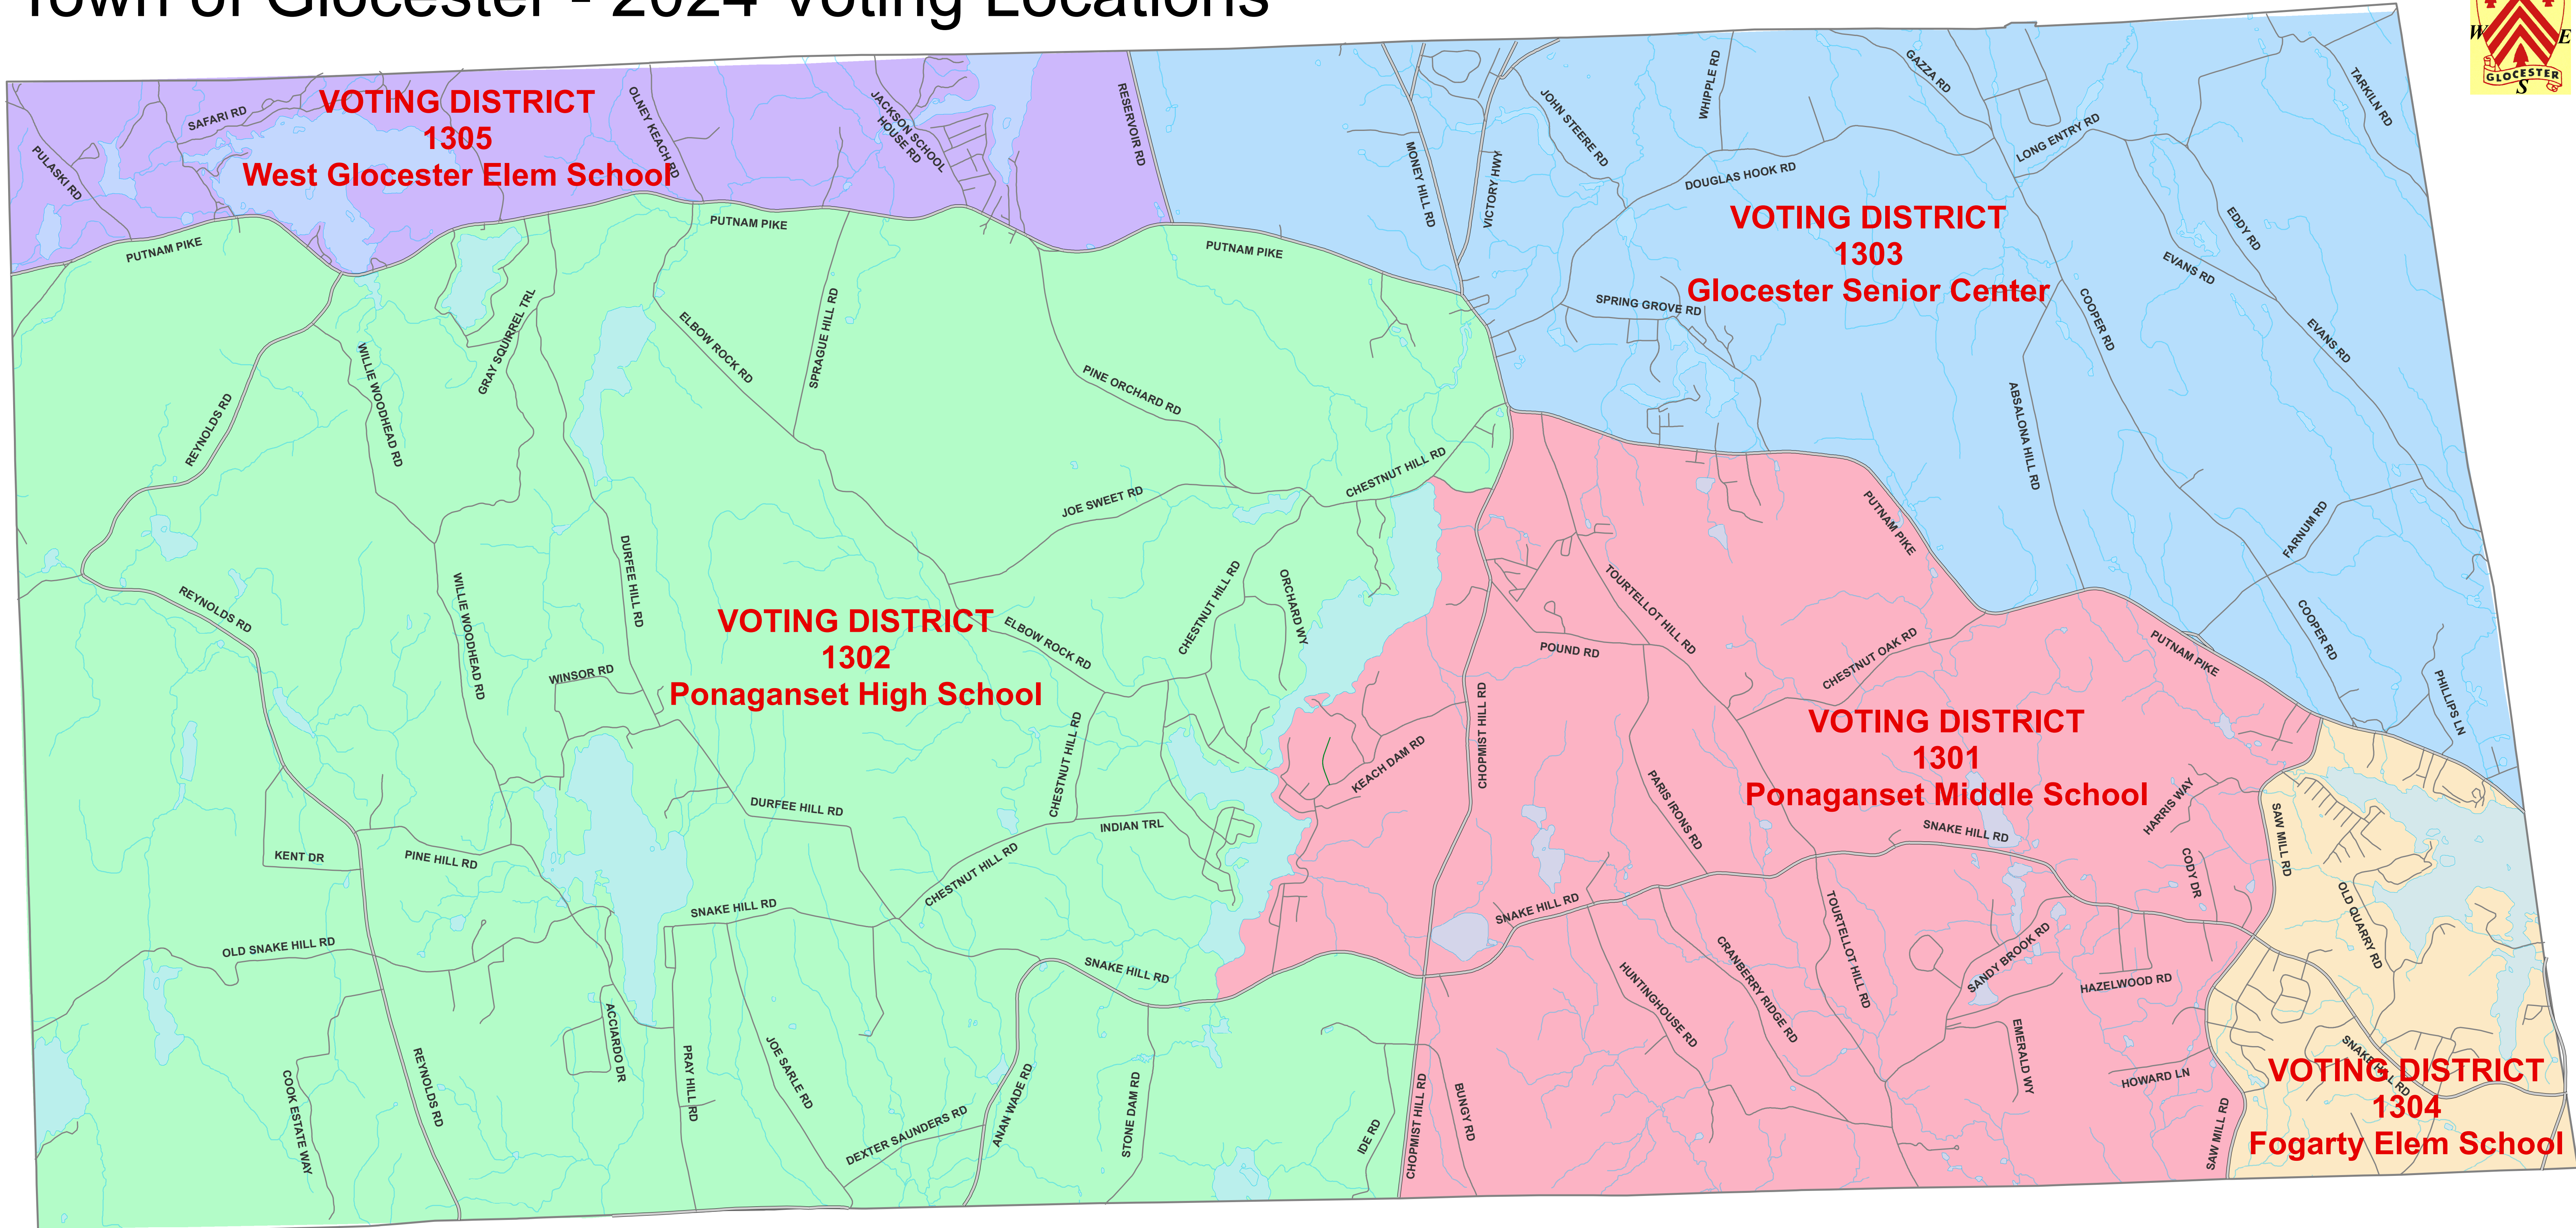 Town of Glocester - 2024 Voting Locations
W
E
GLOCESTER
S
VOTING DISTRICT
1305
West Glocester Elem School
VOTING DISTRICT
1303
Glocester Senior Center
VOTING DISTRICT
1302
Ponaganset High School
VOTING DISTRICT
1301
Ponaganset Middle School
VOTING DISTRICT
1304
Fogarty Elem School
PULASKI RD
SAFARI RD
OLNEY KEACH RD
JACKSON SCHOOL
HOUSE RD
RESERVOIR RD
PUTNAM PIKE
PUTNAM PIKE
PUTNAM PIKE
MONEY HILL RD
VICTORY HWY
JOHN STEERE RD
WHIPPLE RD
DOUGLAS HOOK RD
GAZZA RD
LONG ENTRY RD
TARKILN RD
EDDY RD
EVANS RD
EVANS RD
SPRING GROVE RD
COOPER RD
ABSALONA HILL RD
FARNUM RD
COOPER RD
PHILLIPS LN
PUTNAM PIKE
PUTNAM PIKE
REYNOLDS RD
WILLIE WOODHEAD RD
GRAY SQUIRREL TRL
ELBOW ROCK RD
SPRAGUE HILL RD
PINE ORCHARD RD
CHESTNUT HILL RD
JOE SWEET RD
REYNOLDS RD
WILLIE WOODHEAD RD
DURFEE HILL RD
WINSOR RD
ELBOW ROCK RD
CHESTNUT HILL RD
ORCHARD WY
CHESTNUT HILL RD
DURFEE HILL RD
INDIAN TRL
CHESTNUT HILL RD
KENT DR
PINE HILL RD
SNAKE HILL RD
OLD SNAKE HILL RD
SNAKE HILL RD
ACCIARDO DR
COOK ESTATE WAY
REYNOLDS RD
PRAY HILL RD
JOE SARLE RD
DEXTER SAUNDERS RD
ANAN WADE RD
STONE DAM RD
IDE RD
CHOPMIST HILL RD
BUNGY RD
KEACH DAM RD
CHOPMIST HILL RD
POUND RD
TOURTELLOT HILL RD
CHESTNUT OAK RD
PARIS IRONS RD
SNAKE HILL RD
SNAKE HILL RD
HARRIS WAY
CODY DR
SAW MILL RD
OLD QUARRY RD
HUNTINGHOUSE RD
CRANBERRY RIDGE RD
TOURTELLOT HILL RD
SANDY BROOK RD
HAZELWOOD RD
EMERALD WY
HOWARD LN
SAW MILL RD
SNAKE HILL RD